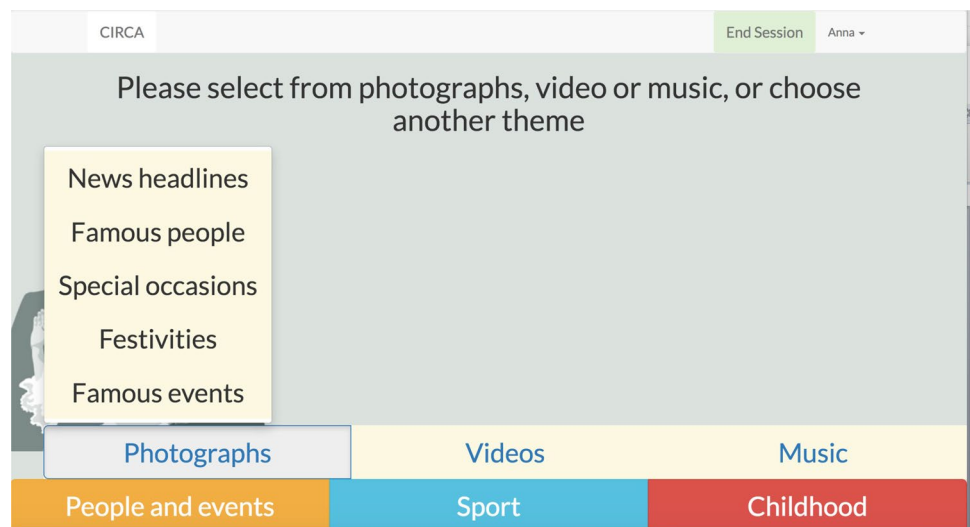 CIRCA
End Session
Anna
Please select from photographs, video or music, or choose
another theme
News headlines
Famous people
Special occasions
Festivities
Famous events
Photographs
Videos
Music
People and events
Sport
Childhood